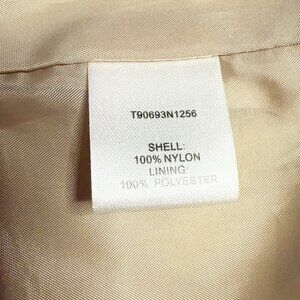 T90693N1256
SHELL:
100% NYLON
LINING:
100% POLYESTER